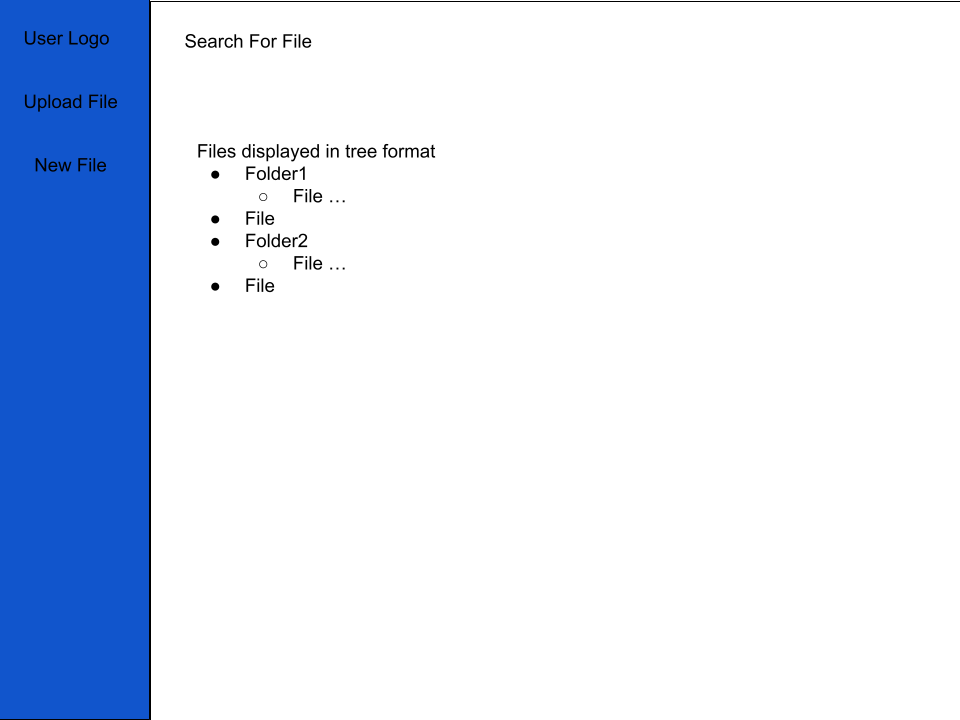 User Logo
Upload File
New File
Search For File
Files displayed in tree format
● Folder1
○ File …
● File
● Folder2
○ File …
● File